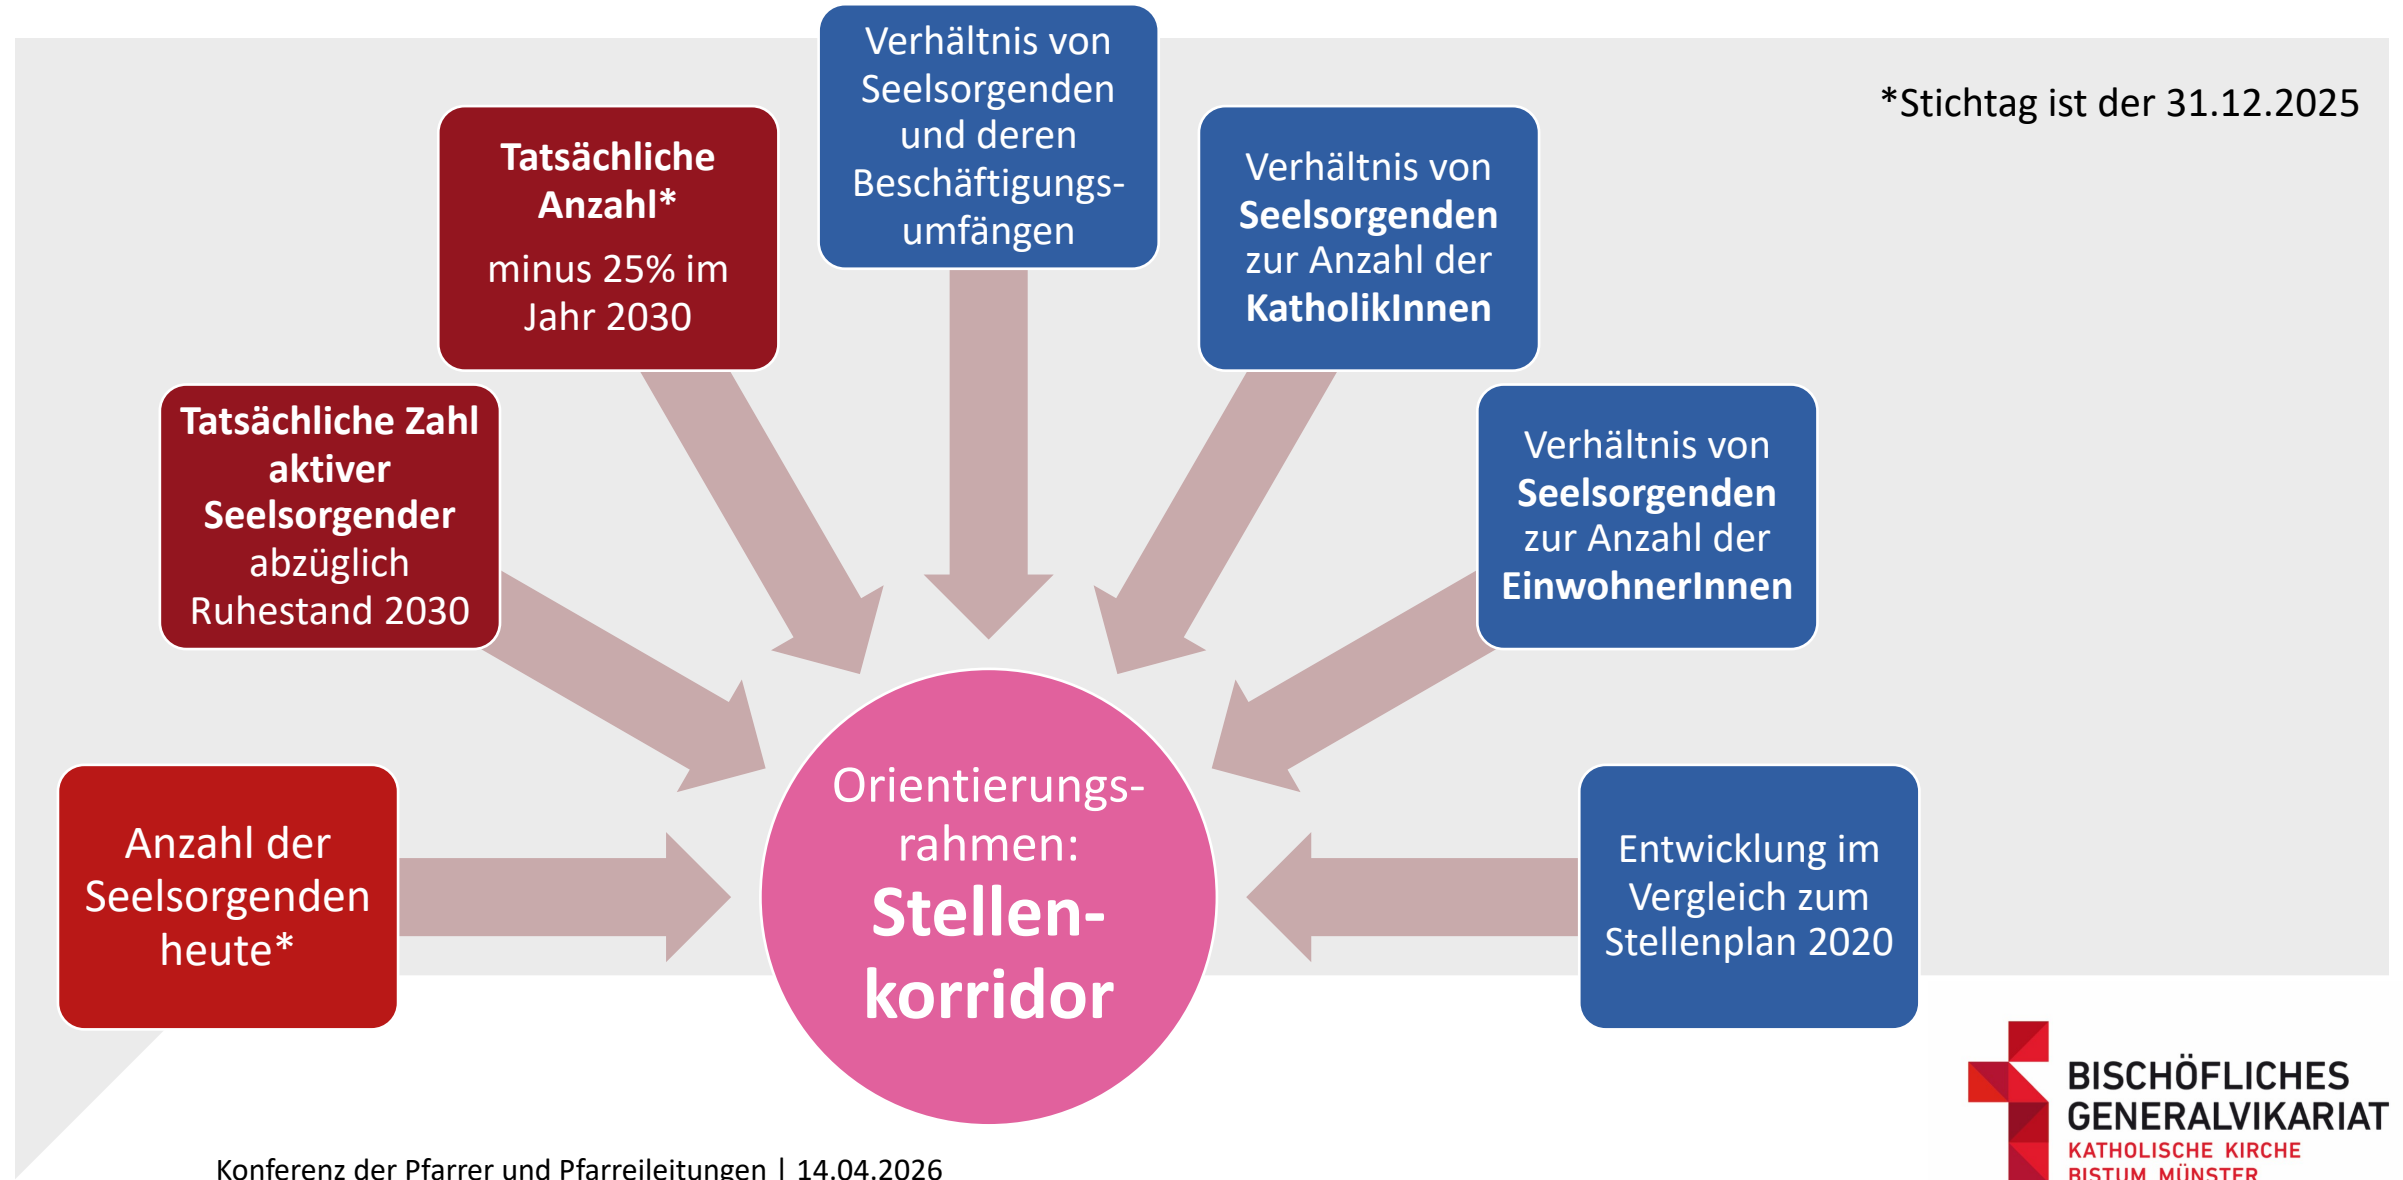 Verhältnis von
Seelsorgenden
und deren
Beschäftigungs-
umfängen
*Stichtag ist der 31.12.2025
Tatsächliche
Anzahl*
minus 25% im
Jahr 2030
Verhältnis von
Seelsorgenden
zur Anzahl der
KatholikInnen
Tatsächliche Zahl
aktiver
Seelsorgender
abzüglich
Ruhestand 2030
Verhältnis von
Seelsorgenden
zur Anzahl der
EinwohnerInnen
Anzahl der
Seelsorgenden
heute*
Orientierungs-
rahmen:
Stellen-
korridor
Entwicklung im
Vergleich zum
Stellenplan 2020
BISCHÖFLICHES
GENERALVIKARIAT
KATHOLISCHE KIRCHE
BISTUM MÜNSTER
Konferenz der Pfarrer und Pfarreileitungen | 14.04.2026